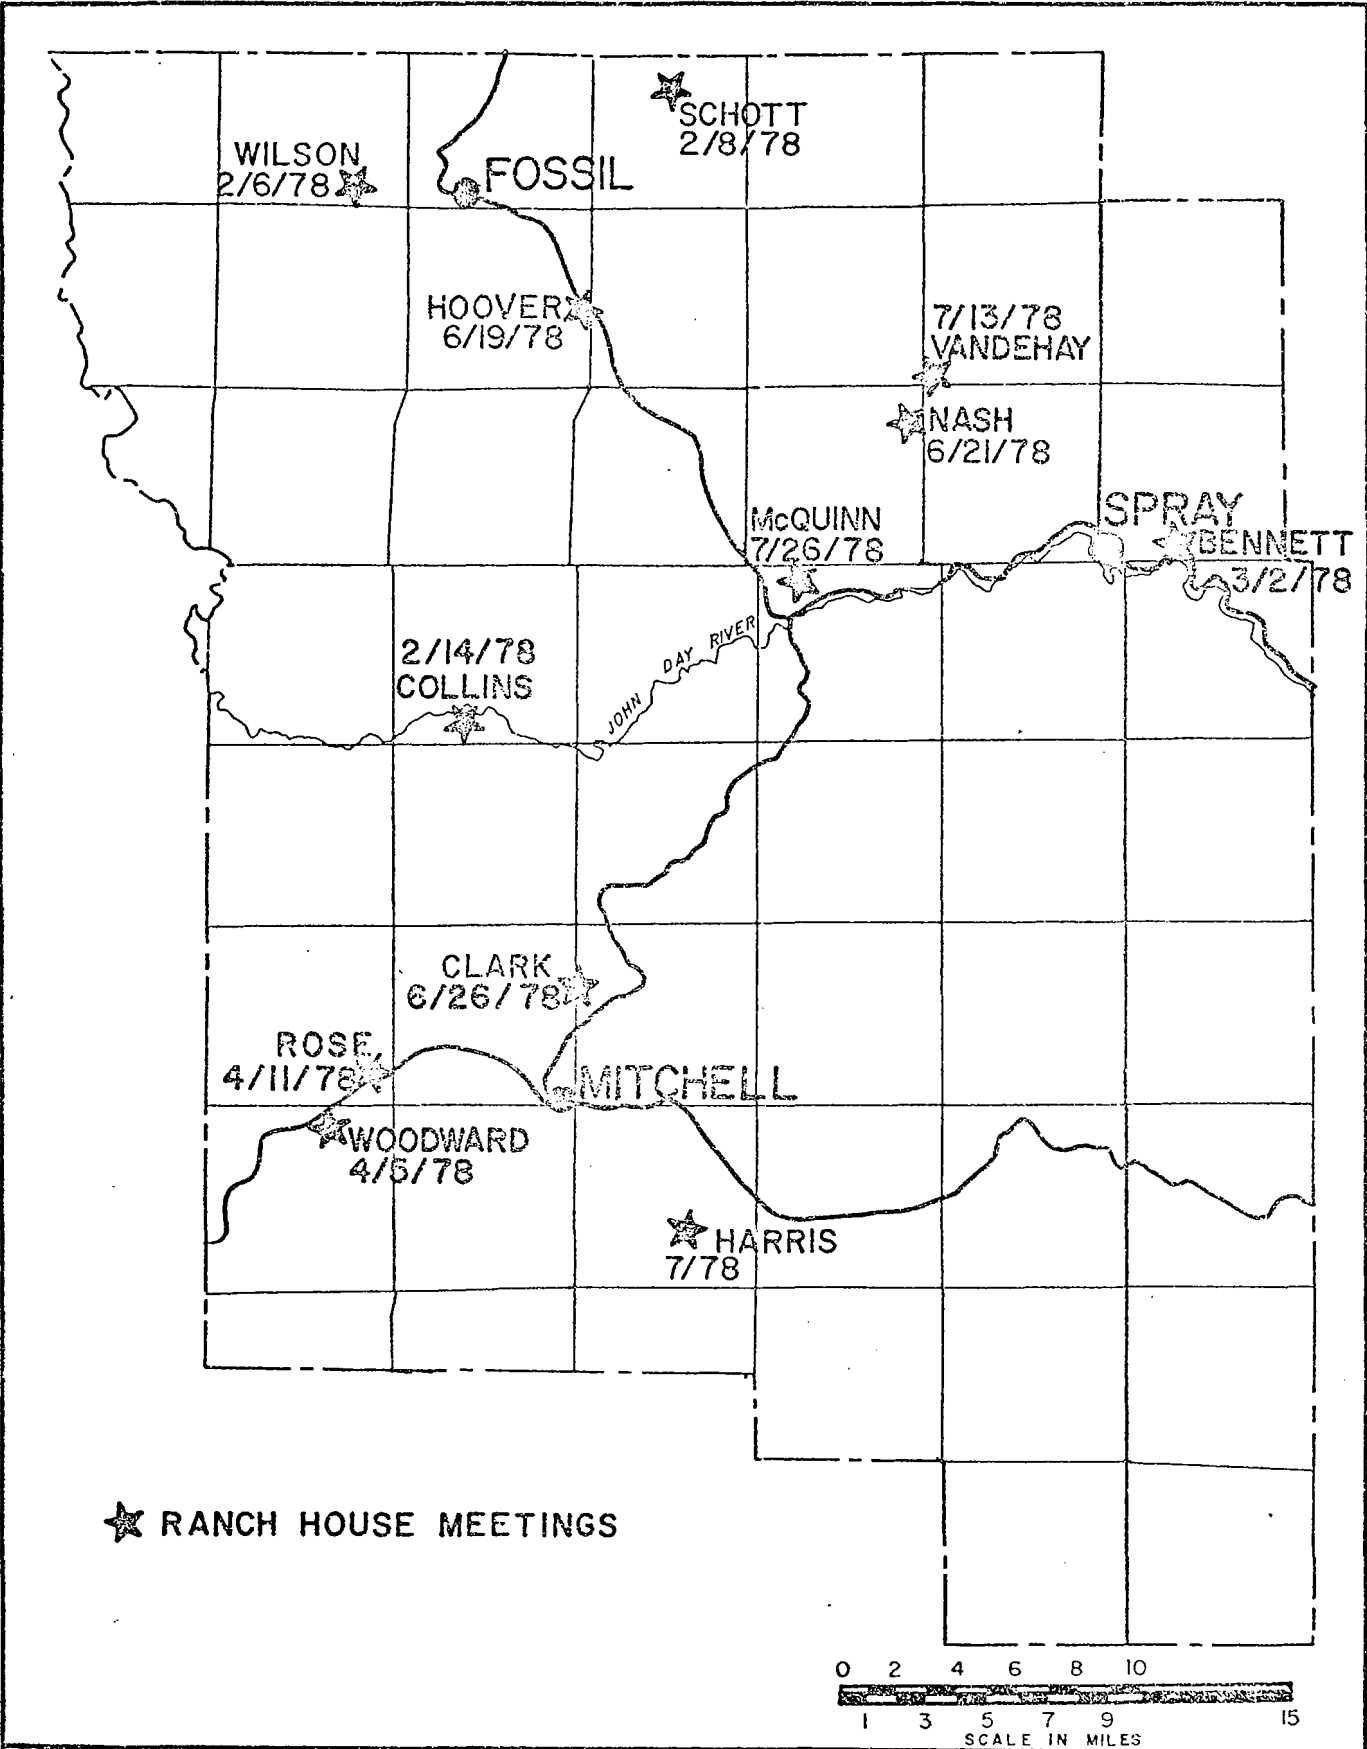 SCHOTT
2/8/78
WILSON
2/6/78
FOSSIL
HOOVER
6/19/78
7/13/78
VANDEHAY
NASH
6/21/78
SPRAY
McQUINN
7/26/78
BENNETT
3/2/78
JOHN DAY RIVER
2/14/78
COLLINS
CLARK
6/26/78
ROSE
4/11/78
MITCHELL
WOODWARD
4/5/78
HARRIS
7/78
RANCH HOUSE MEETINGS
0 2 4 6 8 10
1 3 5 7 9 15
SCALE IN MILES